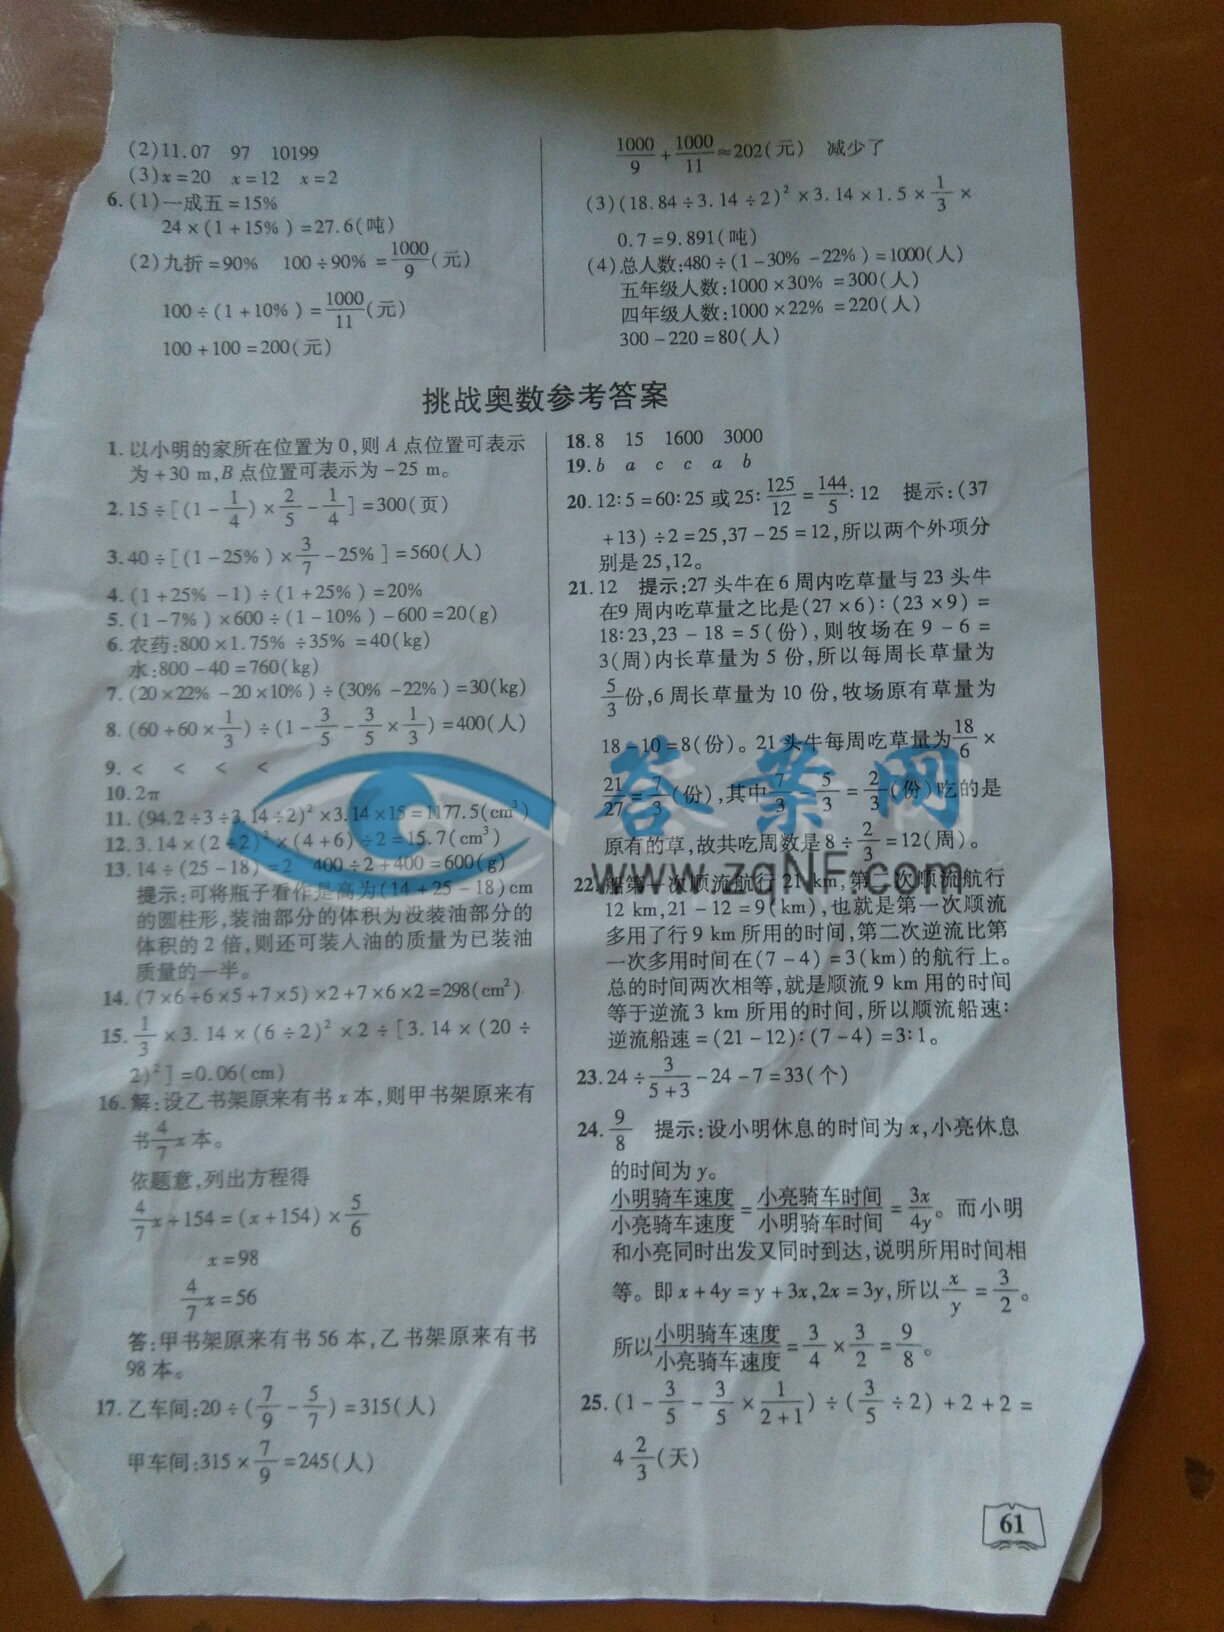 (2)11.07 97 10199
(3)x=20 x=12 x=2
6.(1)一成五=15%
24×(1+15%)=27.6(吨)
(2)九折=90% 100÷90%=1000/9(元)
100÷(1+10%)=1000/11(元)
100+100=200(元)
1000/9+1000/11≈202(元) 减少了
(3)(18.84÷3.14÷2)²×3.14×1.5×1/3×
0.7=9.891(吨)
(4)总人数:480÷(1-30%-22%)=1000(人)
五年级人数:1000×30%=300(人)
四年级人数:1000×22%=220(人)
300-220=80(人)
挑战奥数参考答案
1.以小明的家所在位置为0,则A点位置可表示
为+30 m,B点位置可表示为-25 m。
2.15÷[(1-1/4)×2/5-1/4]=300(页)
3.40÷[(1-25%)×3/7-25%]=560(人)
4.(1+25%-1)÷(1+25%)=20%
5.(1-7%)×600÷(1-10%)-600=20(g)
6.农药:800×1.75%÷35%=40(kg)
水:800-40=760(kg)
7.(20×22%-20×10%)÷(30%-22%)=30(kg)
8.(60+60×1/3)÷(1-3/5-3/5×1/3)=400(人)
9.< < < <
10.2π
11.(94.2÷3÷3.14÷2)²×3.14×15=1177.5(cm³)
12.3.14×(2÷2)²×(4+6)÷2=15.7(cm³)
13.14÷(25-18)=2 400÷2+400=600(g)
提示:可将瓶子看作是高为(14+25-18)cm
的圆柱形,装油部分的体积为没装油部分的
体积的2倍,则还可装入油的质量为已装油
质量的一半。
14.(7×6+6×5+7×5)×2+7×6×2=298(cm²)
15.1/3×3.14×(6÷2)²×2÷[3.14×(20÷
2)²]=0.06(cm)
16.解:设乙书架原来有书x本,则甲书架原来有
书4/7x本。
依题意,列出方程得
4/7x+154=(x+154)×5/6
x=98
4/7x=56
答:甲书架原来有书56本,乙书架原来有书
98本。
17.乙车间:20÷(7/9-5/7)=315(人)
甲车间:315×7/9=245(人)
18.8 15 1600 3000
19.b a c c a b
20.12:5=60:25或25:125/12=144/5:12 提示:(37
+13)÷2=25,37-25=12,所以两个外项分
别是25,12。
21.12 提示:27头牛在6周内吃草量与23头牛
在9周内吃草量之比是(27×6):(23×9)=
18:23,23-18=5(份),则牧场在9-6=
3(周)内长草量为5份,所以每周长草量为
5/3份,6周长草量为10份,牧场原有草量为
18-10=8(份)。21头牛每周吃草量为18/6×
21/27=7/3(份),其中7/3-5/3=2/3(份)吃的是
原有的草,故共吃周数是8÷2/3=12(周)。
22.船第一次顺流航行21 km,第二次顺流航行
12 km,21-12=9(km),也就是第一次顺流
多用了行9 km所用的时间,第二次逆流比第
一次多用时间在(7-4)=3(km)的航行上。
总的时间两次相等,就是顺流9 km用的时间
等于逆流3 km所用的时间,所以顺流船速:
逆流船速=(21-12):(7-4)=3:1。
23.24÷3/(5+3)-24-7=33(个)
24.9/8 提示:设小明休息的时间为x,小亮休息
的时间为y。
小明骑车速度/小亮骑车速度=小亮骑车时间/小明骑车时间=3x/4y。而小明
和小亮同时出发又同时到达,说明所用时间相
等。即x+4y=y+3x,2x=3y,所以x/y=3/2。
所以小明骑车速度/小亮骑车速度=3/4×3/2=9/8。
25.(1-3/5-3/5×1/(2+1))÷(3/5÷2)+2+2=
4 2/3(天)
61
答案网
www.zqNF.com